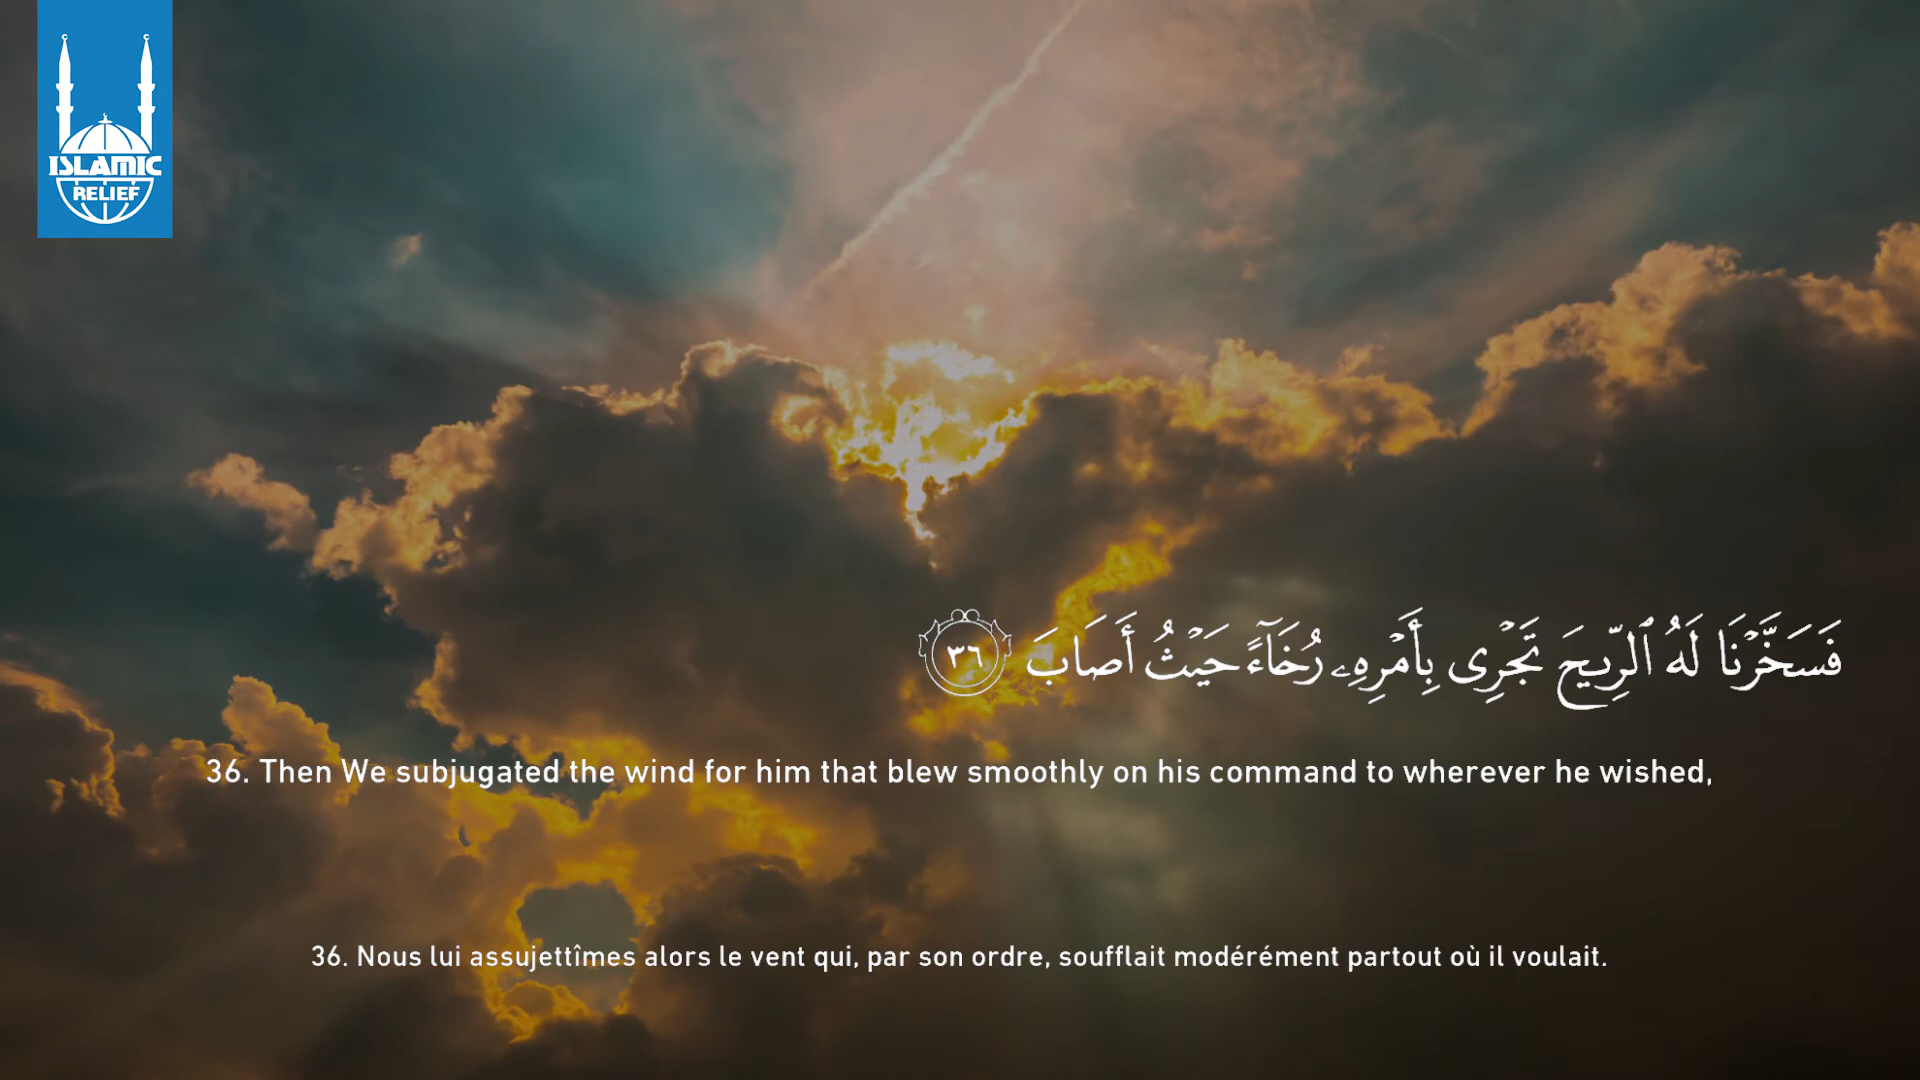 ISLAMIC
RELIEF
فَسَخَّرْنَا لَهُ ٱلرِّيحَ تَجْرِى بِأَمْرِهِۦ رُخَآءً حَيْثُ أَصَابَ ٣٦
36. Then We subjugated the wind for him that blew smoothly on his command to wherever he wished,
36. Nous lui assujettîmes alors le vent qui, par son ordre, soufflait modérément partout où il voulait.